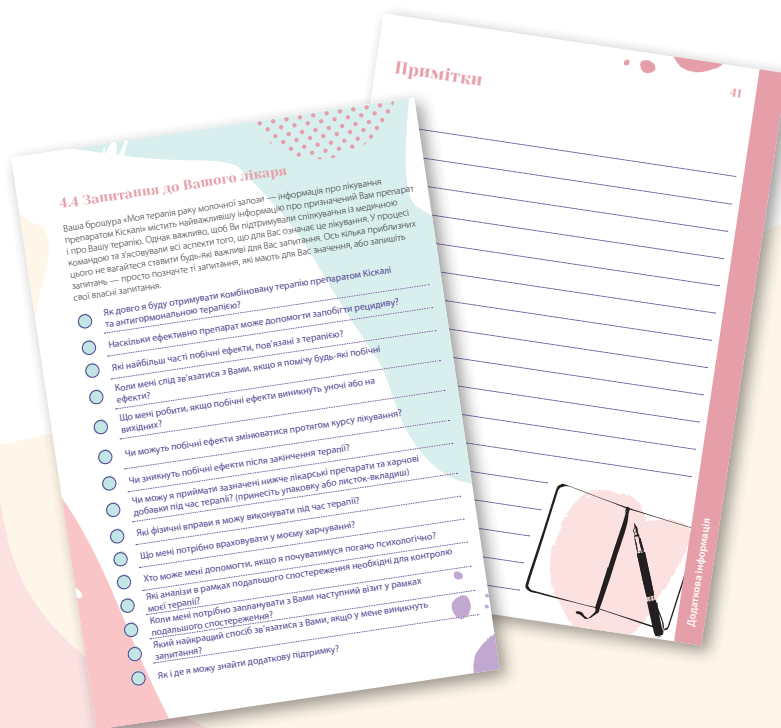 4.4 Запитання до Вашого лікаря
Ваша брошура «Моя терапія раку молочної залози — інформація про лікування
препаратом Кіскалі» містить найважливішу інформацію про призначений Вам препарат
і про Вашу терапію. Однак важливо, щоб Ви підтримували спілкування із медичною
командою та з'ясовували всі аспекти того, що для Вас означає це лікування. У процесі
цього не вагайтеся ставити будь-які важливі для Вас запитання. Ось кілька приблизних
запитань — просто позначте ті запитання, які мають для Вас значення, або запишіть
свої власні запитання.
Як довго я буду отримувати комбіновану терапію препаратом Кіскалі
та антигормональною терапією?
Наскільки ефективно препарат може допомогти запобігти рецидиву?
Які найбільш часті побічні ефекти, пов'язані з терапією?
Коли мені слід зв'язатися з Вами, якщо я помічу будь-які побічні
ефекти?
Що мені робити, якщо побічні ефекти виникнуть уночі або на
вихідних?
Чи можуть побічні ефекти змінюватися протягом курсу лікування?
Чи зникнуть побічні ефекти після закінчення терапії?
Чи можу я приймати зазначені нижче лікарські препарати та харчові
добавки під час терапії? (принесіть упаковку або листок-вкладиш)
Які фізичні вправи я можу виконувати під час терапії?
Що мені потрібно враховувати у моєму харчуванні?
Хто може мені допомогти, якщо я почуватимуся погано психологічно?
Які аналізи в рамках подальшого спостереження необхідні для контролю
моєї терапії?
Коли мені потрібно запланувати з Вами наступний візит у рамках
подальшого спостереження?
Який найкращий спосіб зв'язатися з Вами, якщо у мене виникнуть
запитання?
Як і де я можу знайти додаткову підтримку?
Примітки
41
Додаткова інформація